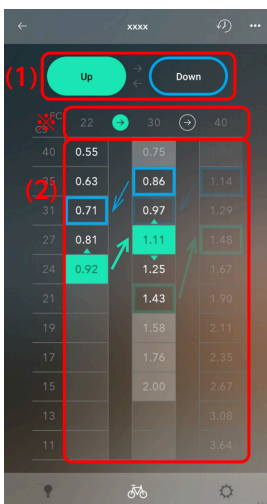 xxxx
(1) Up Down
※ FC 22 30 40
CS
40 0.55 0.75
35 0.63 0.86 1.14
(2)
31 0.71 0.97 1.29
27 0.81 1.11 1.48
24 0.92 1.25 1.67
21 1.43 1.90
19 1.58 2.11
17 1.76 2.35
15 2.00 2.67
13 3.08
11 3.64